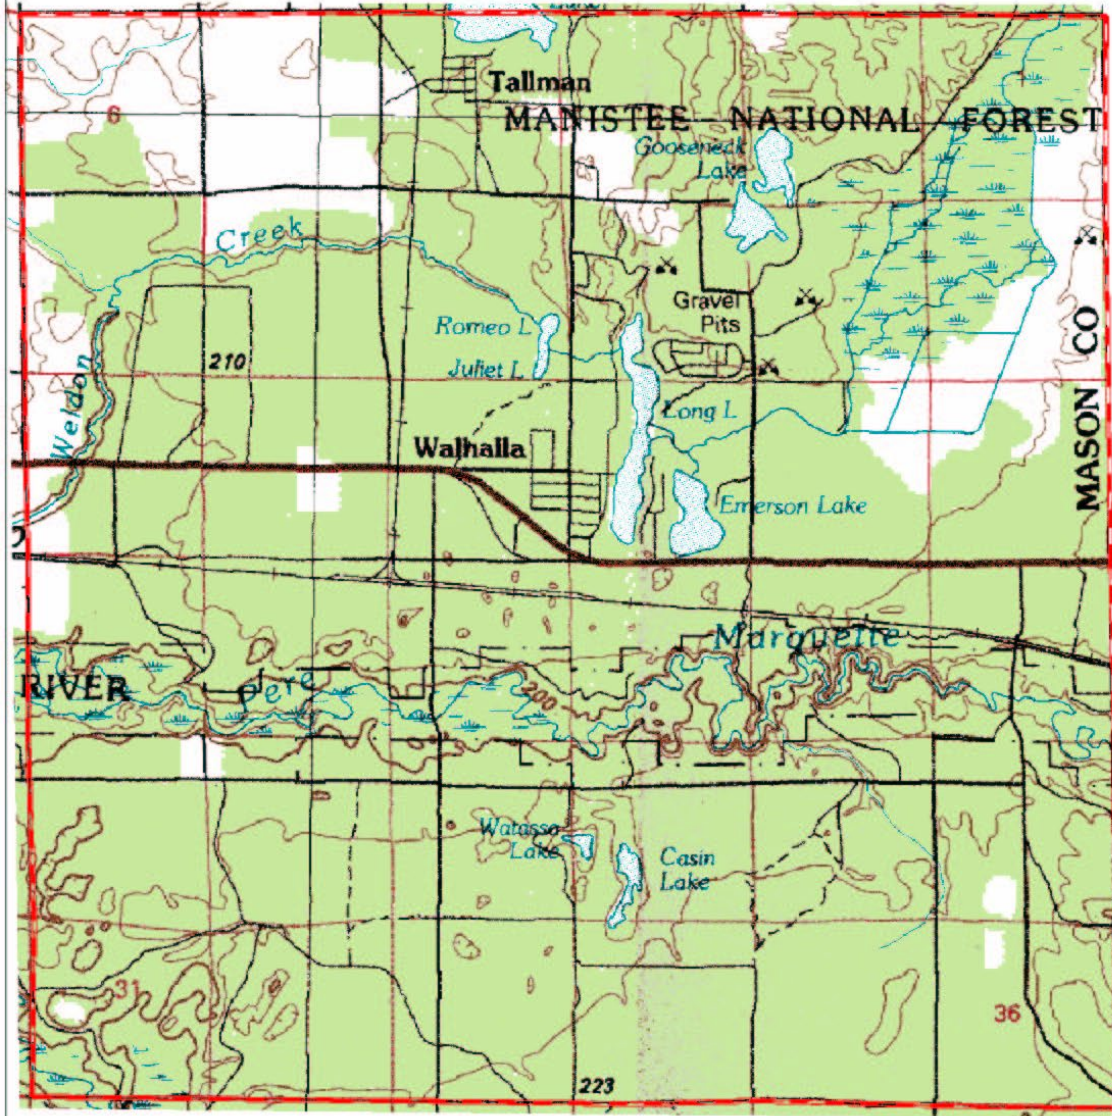 Tallman
MANISTEE NATIONAL FOREST
6
Gooseneck
Lake
Creek
MASON CO
Gravel
Pits
Romeo L
Juliet L
210
Weldon
Long L
Walhalla
Emerson Lake
Marquette
RIVER
Pere
200
Watassa
Lake
Casin
Lake
31
36
223